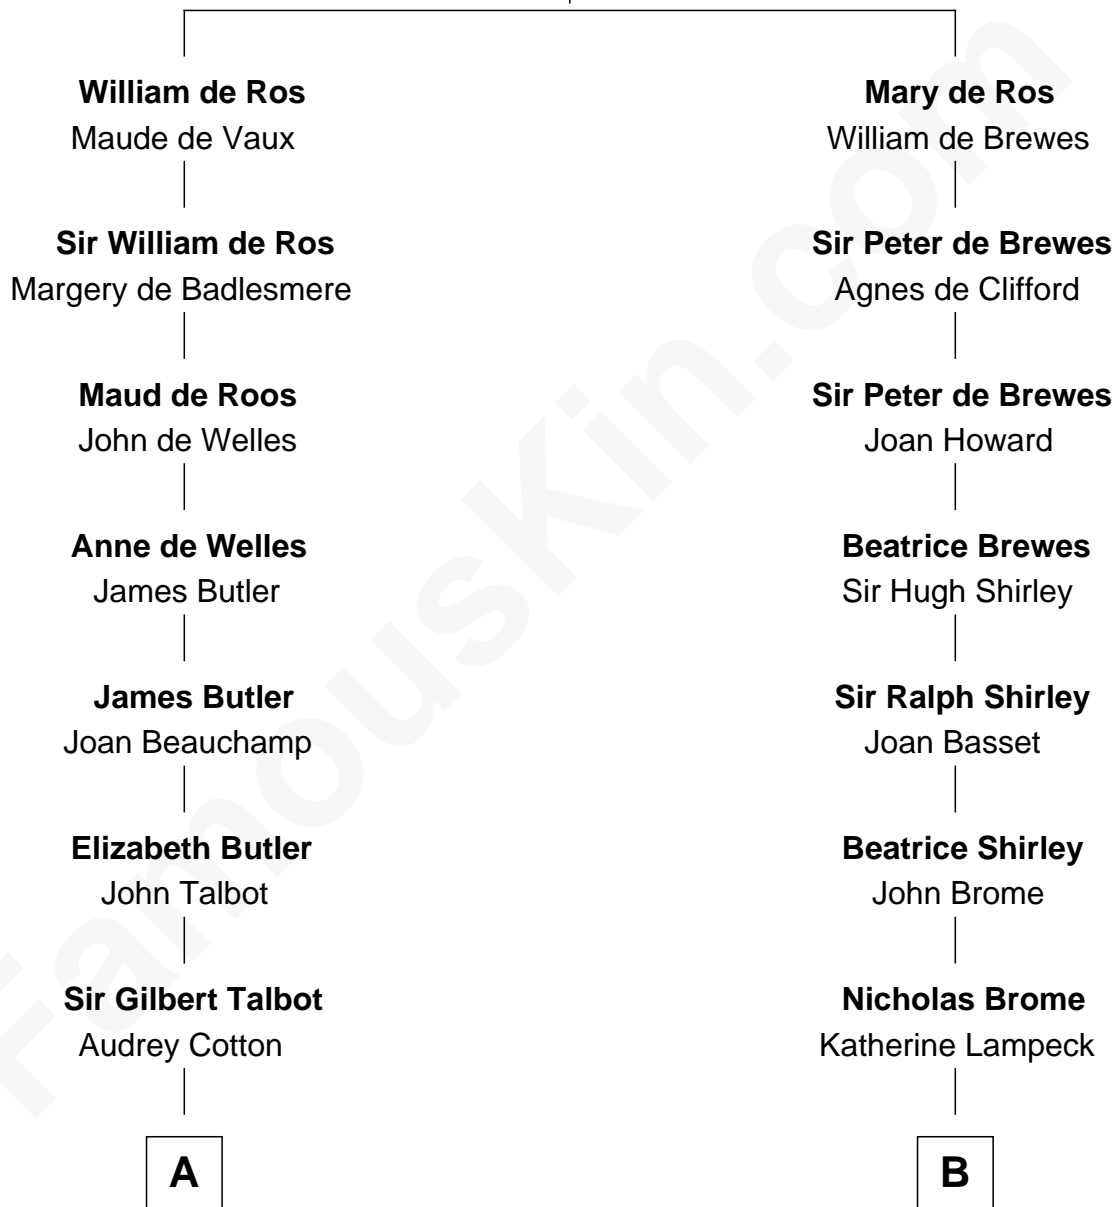 William de Ros
Maude de Vaux
Mary de Ros
William de Brewes
Sir William de Ros
Margery de Badlesmere
Sir Peter de Brewes
Agnes de Clifford
Maud de Roos
John de Welles
Sir Peter de Brewes
Joan Howard
Anne de Welles
James Butler
Beatrice Brewes
Sir Hugh Shirley
James Butler
Joan Beauchamp
Sir Ralph Shirley
Joan Basset
Elizabeth Butler
John Talbot
Beatrice Shirley
John Brome
Sir Gilbert Talbot
Audrey Cotton
Nicholas Brome
Katherine Lampeck
A
B
FamousKin.com